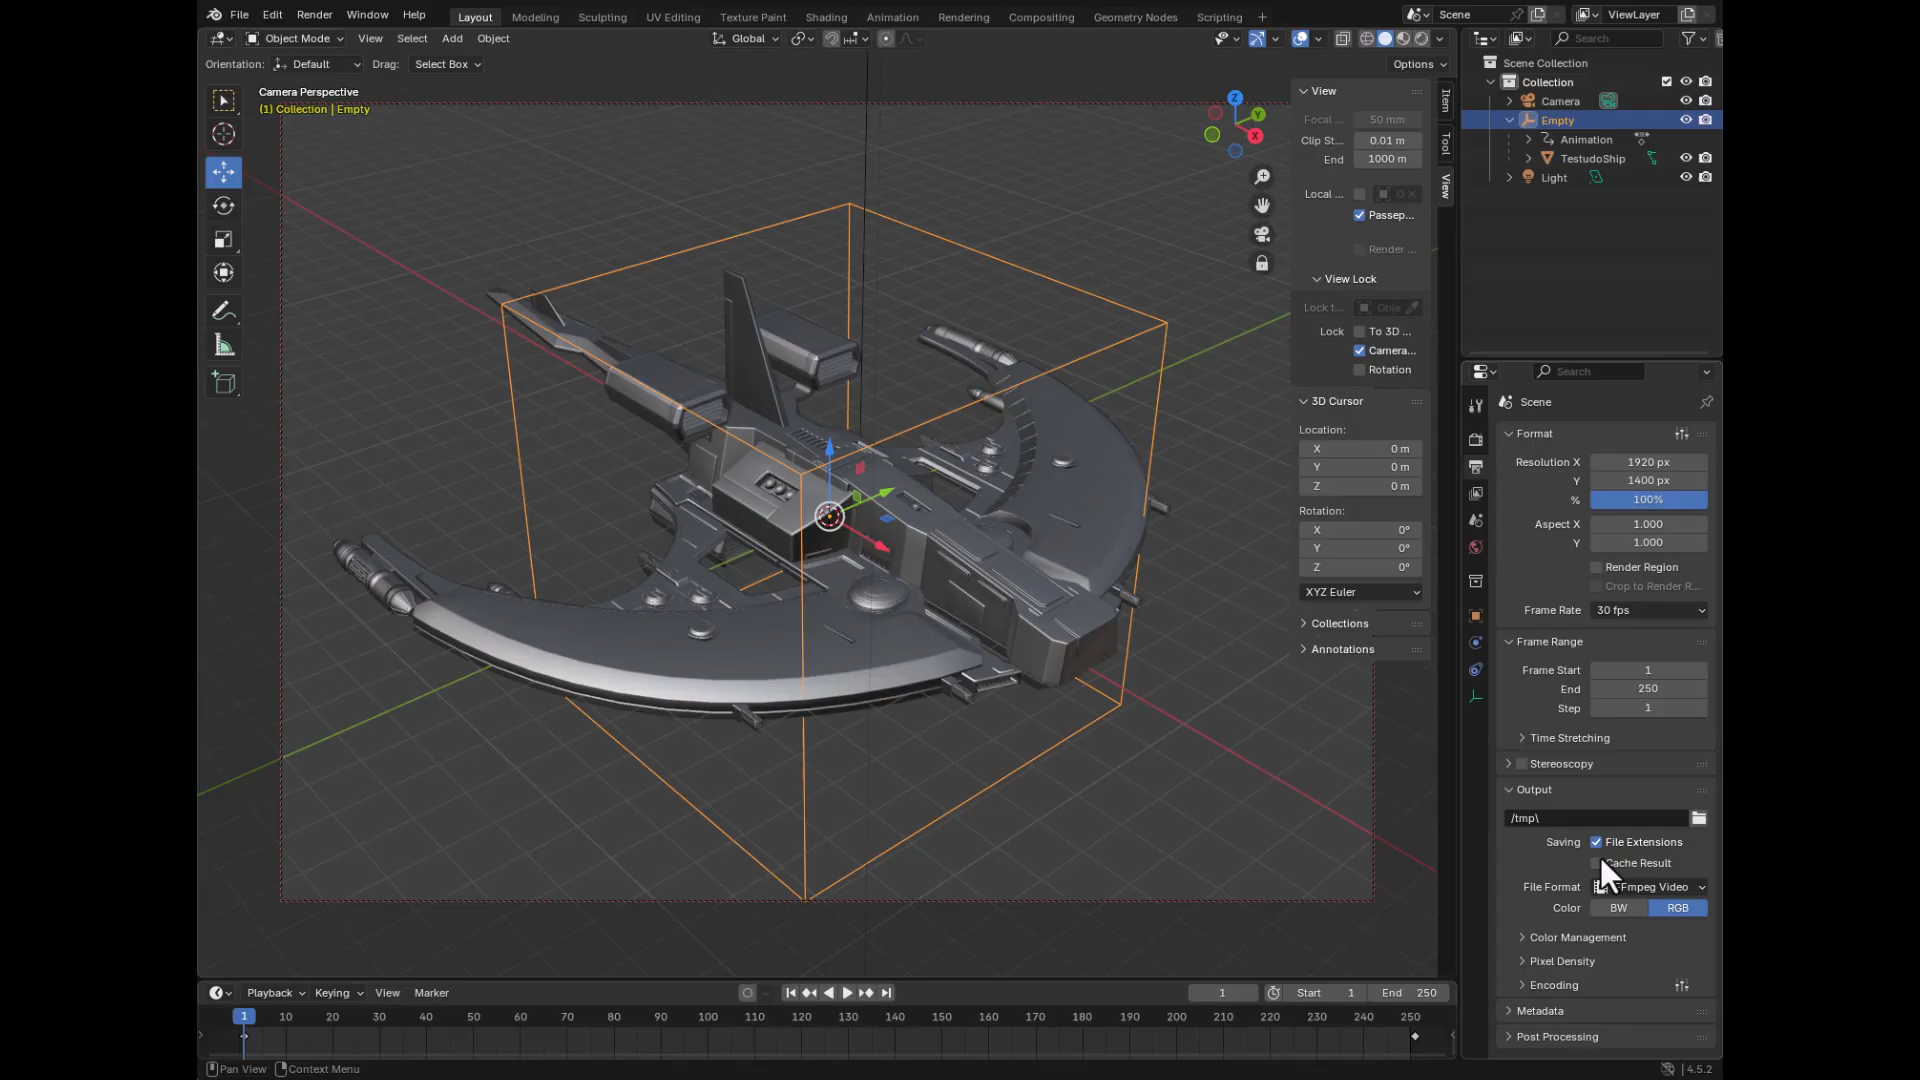 File Edit Render Window Help
Layout Modeling Sculpting UV Editing Texture Paint Shading Animation Rendering Compositing Geometry Nodes Scripting +
Scene ViewLayer
Object Mode View Select Add Object Global
Orientation: Default Drag: Select Box Options
Search
Camera Perspective
(1) Collection | Empty
Z
Y
X
View
Focal ... 50 mm
Clip St... 0.01 m
End 1000 m
Local ...
Passep...
Render ...
View Lock
Lock t... Obje
Lock To 3D ...
Camera...
Rotation
3D Cursor
Location:
X 0 m
Y 0 m
Z 0 m
Rotation:
X 0°
Y 0°
Z 0°
XYZ Euler
Collections
Annotations
Item
Tool
View
Scene Collection
Collection
Camera
Empty
Animation
TestudoShip
Light
Search
Scene
Format
Resolution X 1920 px
Y 1400 px
% 100%
Aspect X 1.000
Y 1.000
Render Region
Crop to Render R...
Frame Rate 30 fps
Frame Range
Frame Start 1
End 250
Step 1
Time Stretching
Stereoscopy
Output
/tmp\
Saving File Extensions
Cache Result
File Format FFmpeg Video
Color BW RGB
Color Management
Pixel Density
Encoding
Metadata
Post Processing
Playback Keying View Marker 1 Start 1 End 250
1 10 20 30 40 50 60 70 80 90 100 110 120 130 140 150 160 170 180 190 200 210 220 230 240 250
Pan View Context Menu 4.5.2